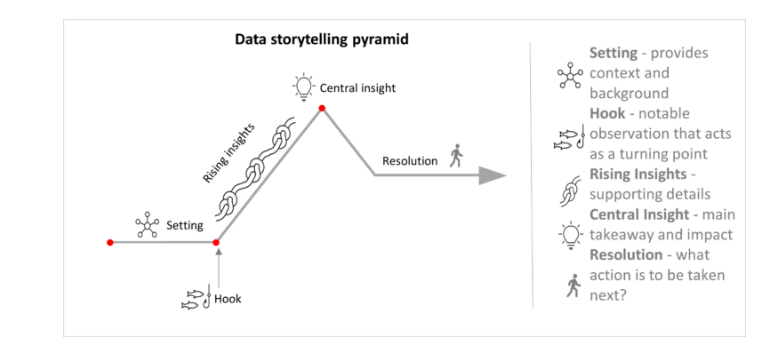 Data storytelling pyramid
Central insight
Rising insights
Resolution
Setting
Hook
Setting - provides
context and
background
Hook - notable
observation that acts
as a turning point
Rising Insights -
supporting details
Central Insight - main
takeaway and impact
Resolution - what
action is to be taken
next?